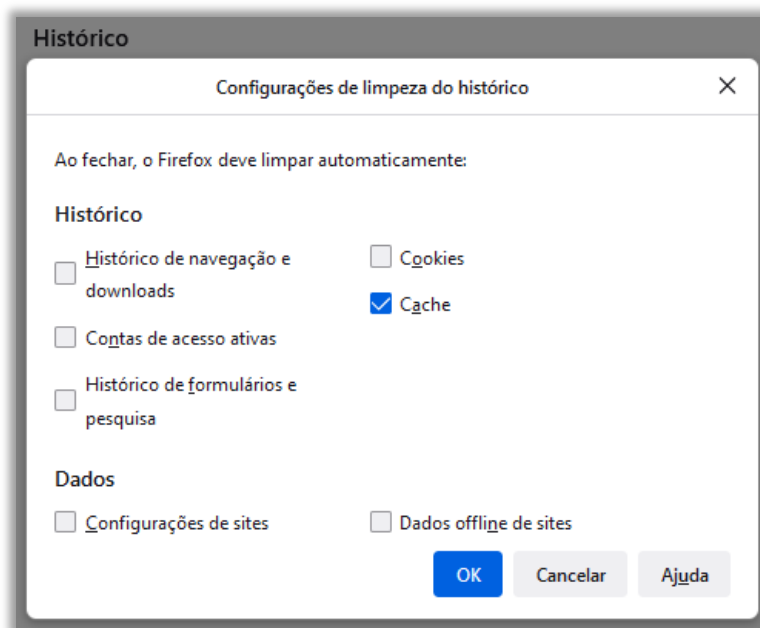 Histórico
Configurações de limpeza do histórico
Ao fechar, o Firefox deve limpar automaticamente:
Histórico
Histórico de navegação e
downloads
Cookies
Cache
Contas de acesso ativas
Histórico de formulários e
pesquisa
Dados
Configurações de sites
Dados offline de sites
OK
Cancelar
Ajuda